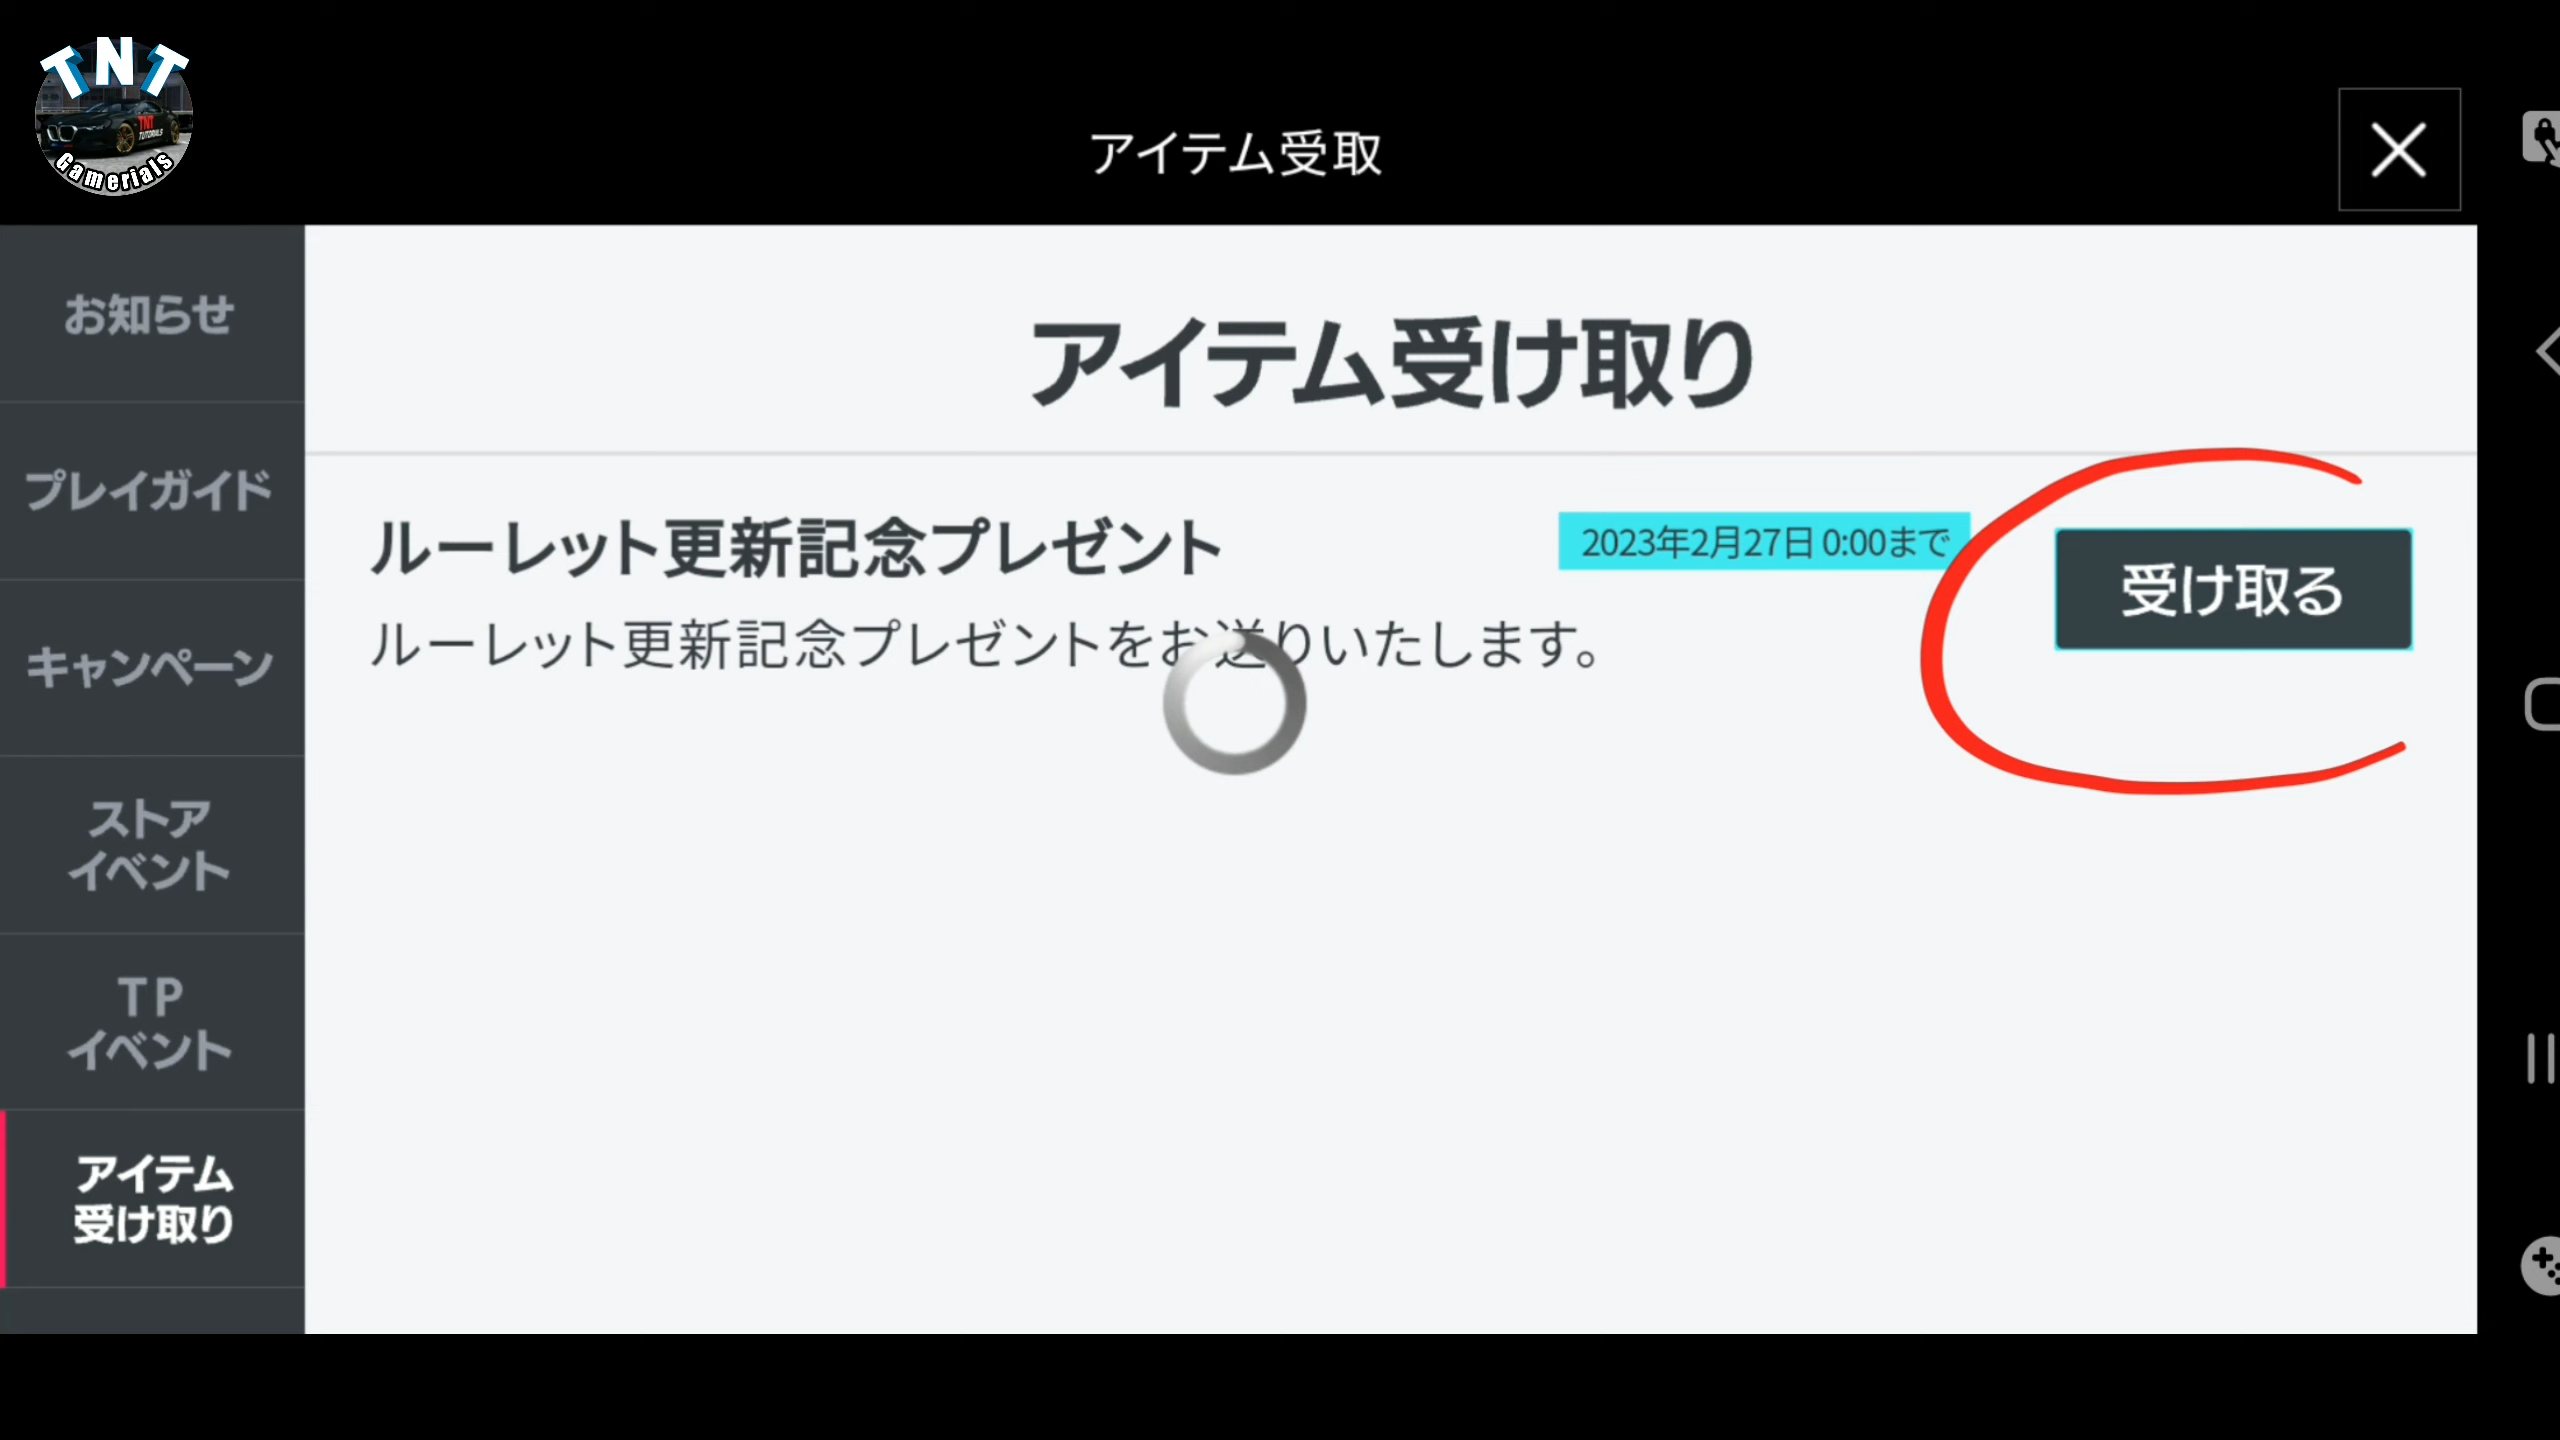 TNT
TNT
TUTORIALS
Gamerials
アイテム受取
お知らせ
プレイガイド
キャンペーン
ストア
イベント
TP
イベント
アイテム
受け取り
アイテム受け取り
ルーレット更新記念プレゼント
2023年2月27日 0:00まで
受け取る
ルーレット更新記念プレゼントをお送りいたします。